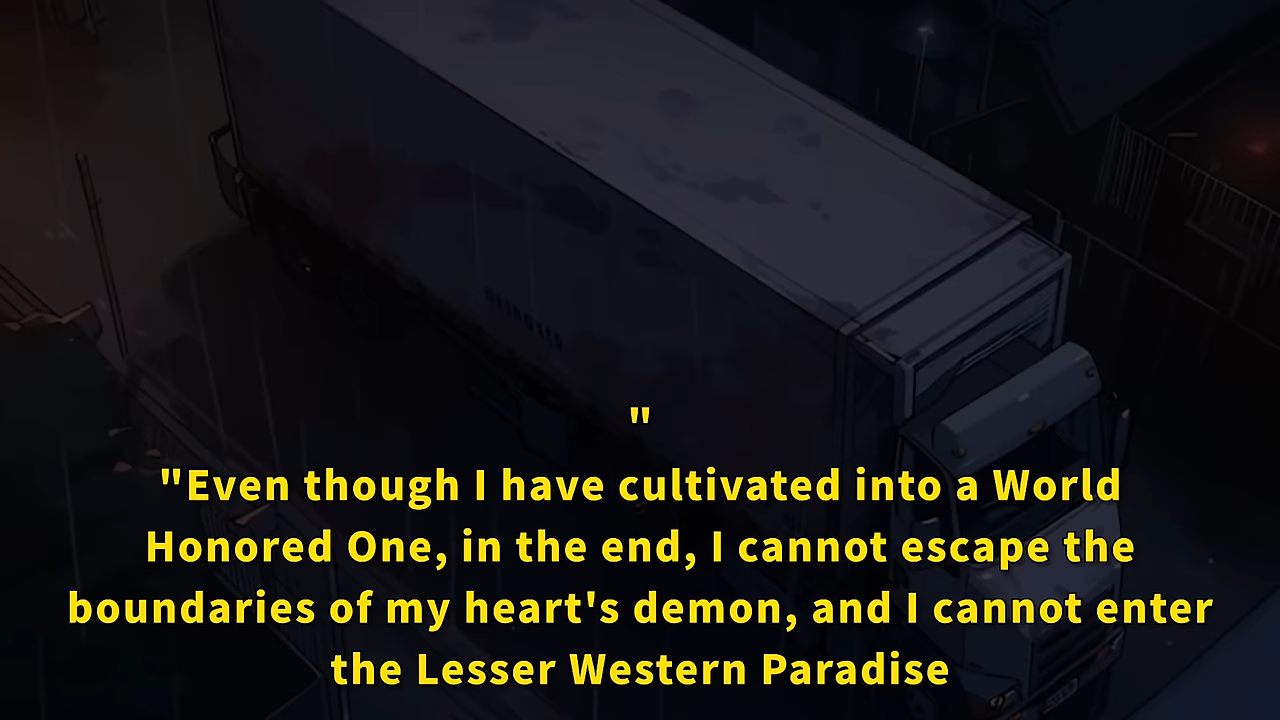 "
"Even though I have cultivated into a World
Honored One, in the end, I cannot escape the
boundaries of my heart's demon, and I cannot enter
the Lesser Western Paradise